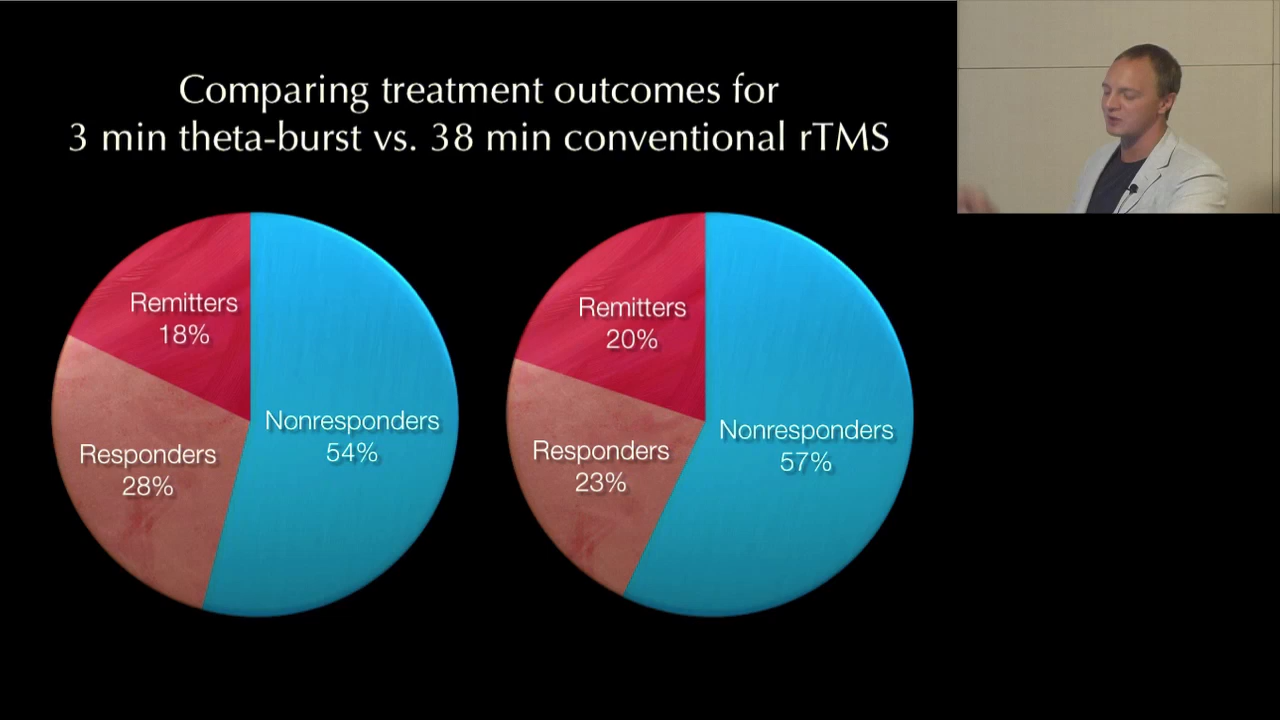 Comparing treatment outcomes for
3 min theta-burst vs. 38 min conventional rTMS
Remitters
18%
Responders
28%
Nonresponders
54%
Remitters
20%
Responders
23%
Nonresponders
57%